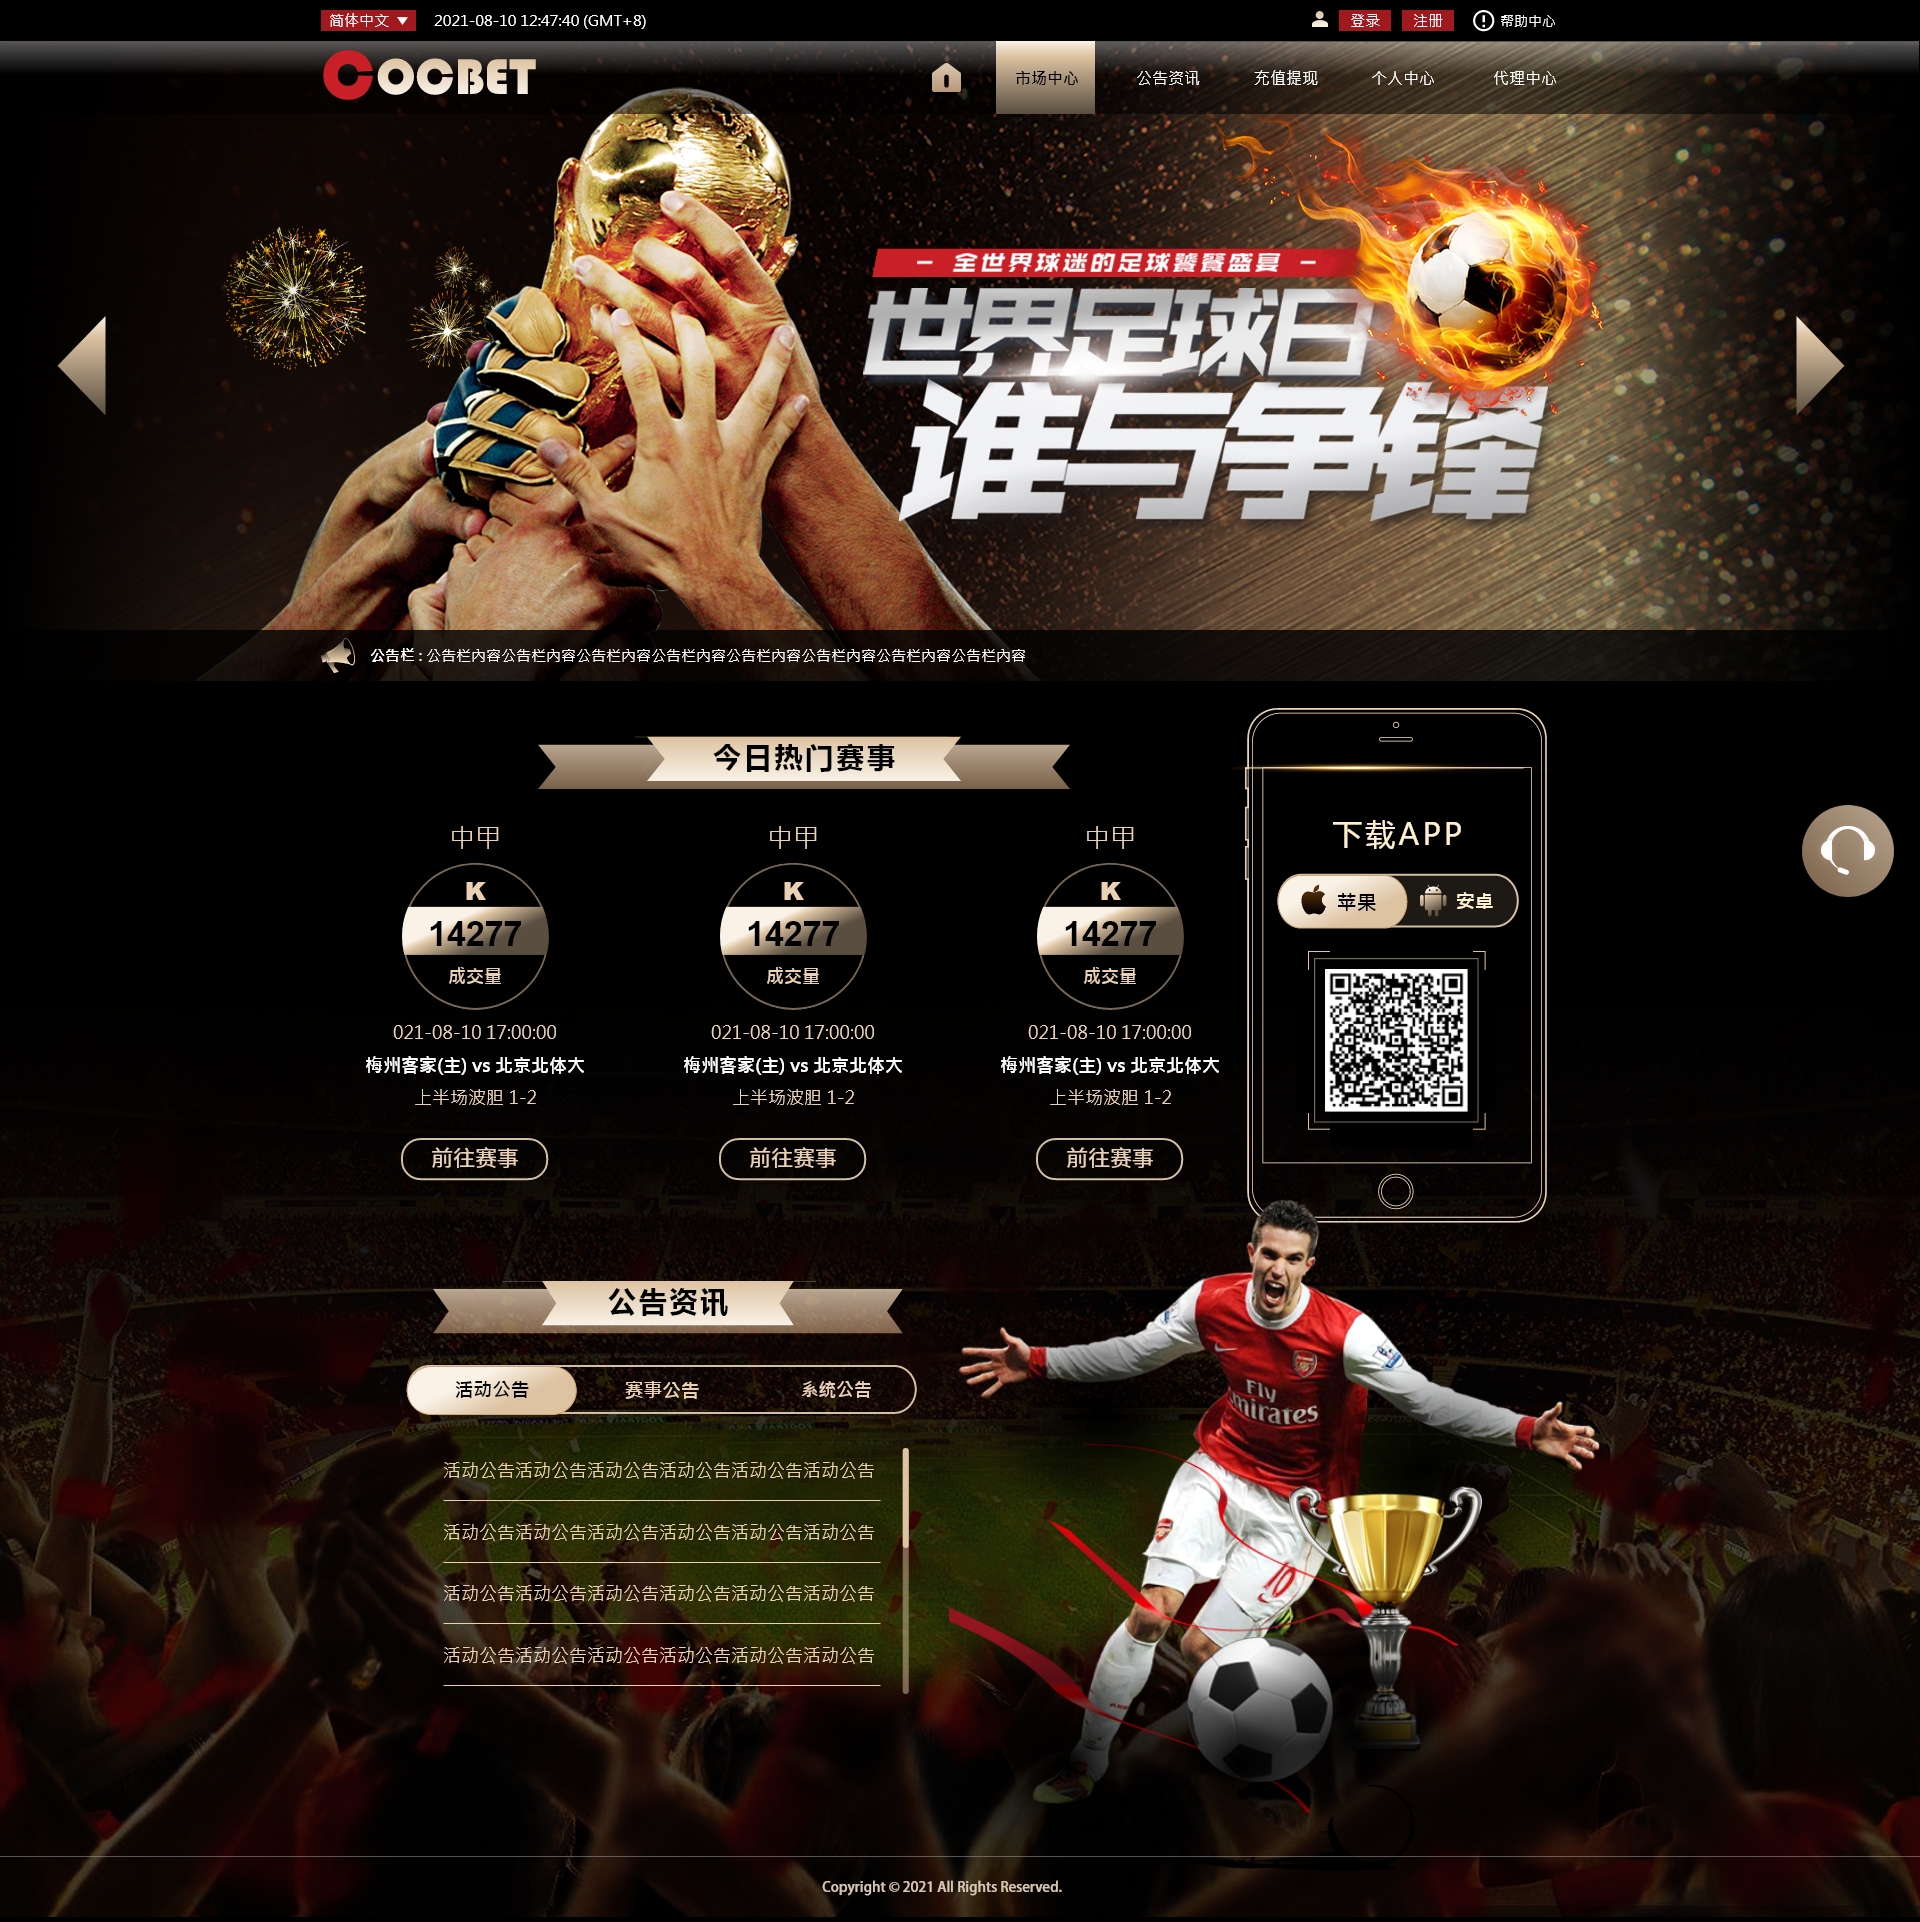 简体中文 2021-08-10 12:47:40 (GMT+8) 登录 注册 帮助中心
COCBET 市场中心 公告资讯 充值提现 个人中心 代理中心
- 全世界球迷的足球饕餮盛宴 -
世界足球日
谁与争锋
公告栏 : 公告栏内容公告栏内容公告栏内容公告栏内容公告栏内容公告栏内容公告栏内容公告栏内容
今日热门赛事
中甲
K
14277
成交量
021-08-10 17:00:00
梅州客家(主) vs 北京北体大
上半场波胆 1-2
前往赛事
中甲
K
14277
成交量
021-08-10 17:00:00
梅州客家(主) vs 北京北体大
上半场波胆 1-2
前往赛事
中甲
K
14277
成交量
021-08-10 17:00:00
梅州客家(主) vs 北京北体大
上半场波胆 1-2
前往赛事
下载APP
苹果 安卓
公告资讯
活动公告 赛事公告 系统公告
活动公告活动公告活动公告活动公告活动公告活动公告
活动公告活动公告活动公告活动公告活动公告活动公告
活动公告活动公告活动公告活动公告活动公告活动公告
活动公告活动公告活动公告活动公告活动公告活动公告
Fly
Emirates
10
Copyright © 2021 All Rights Reserved.